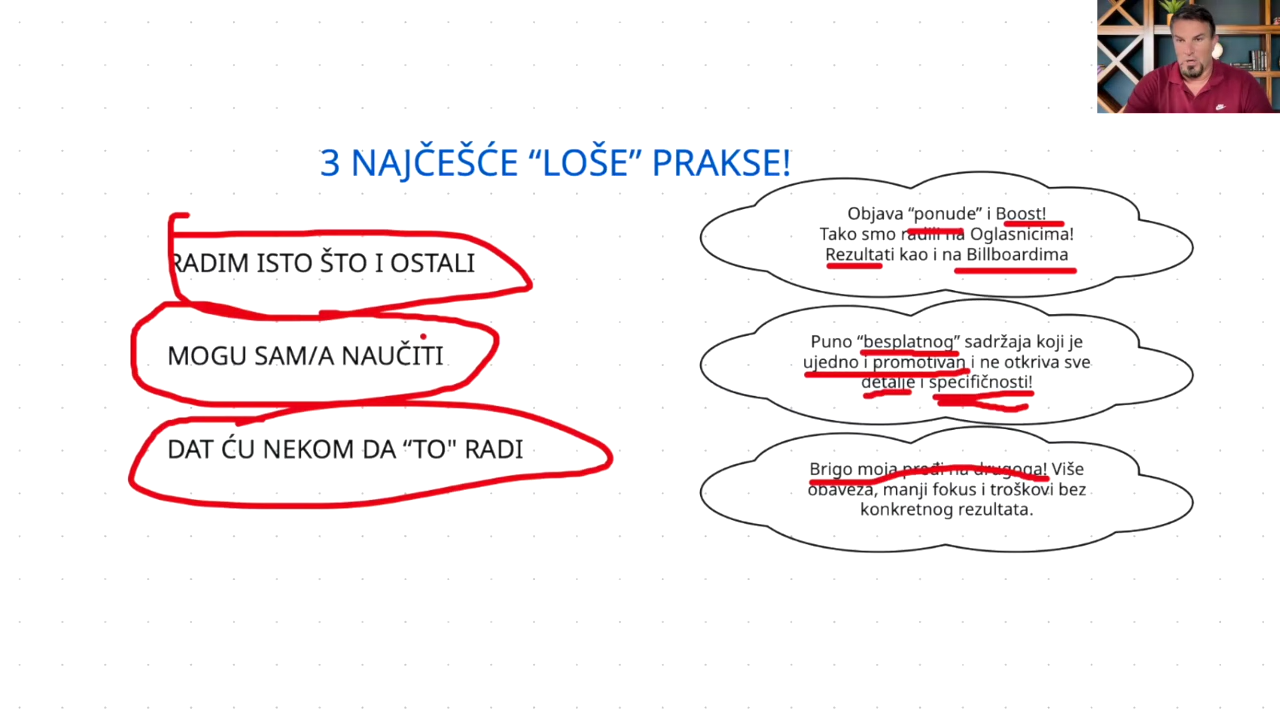 3 NAJČEŠĆE “LOŠE” PRAKSE!
RADIM ISTO ŠTO I OSTALI
MOGU SAM/A NAUČITI
DAT ĆU NEKOM DA “TO" RADI
Objava “ponude” i Boost!
Tako smo radili na Oglasnicima!
Rezultati kao i na Billboardima
Puno “besplatnog” sadržaja koji je
ujedno i promotivan i ne otkriva sve
detalje i specifičnosti!
Brigo moja pređi na drugoga! Više
obaveza, manji fokus i troškovi bez
konkretnog rezultata.